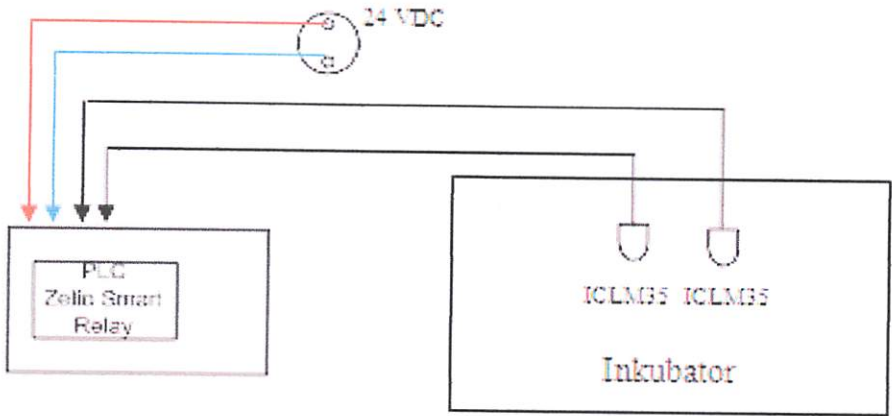 24 VDC
PLC
Zelio Smart
Relay
ICLM35 ICLM35
Inkubator